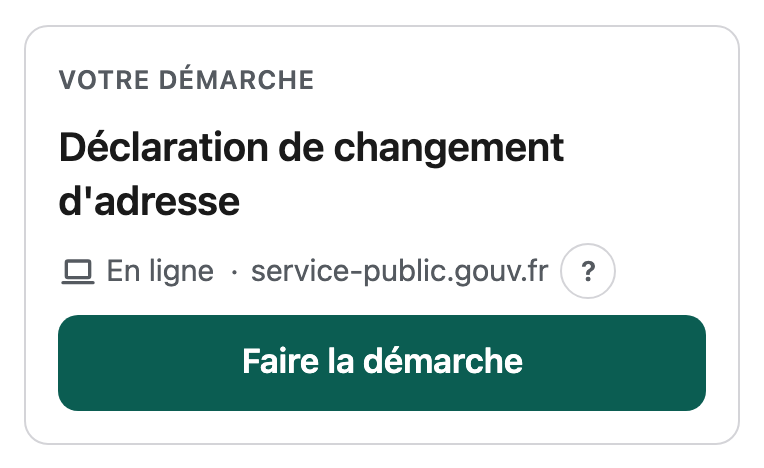 VOTRE DÉMARCHE
Déclaration de changement
d'adresse
En ligne · service-public.gouv.fr ?
Faire la démarche